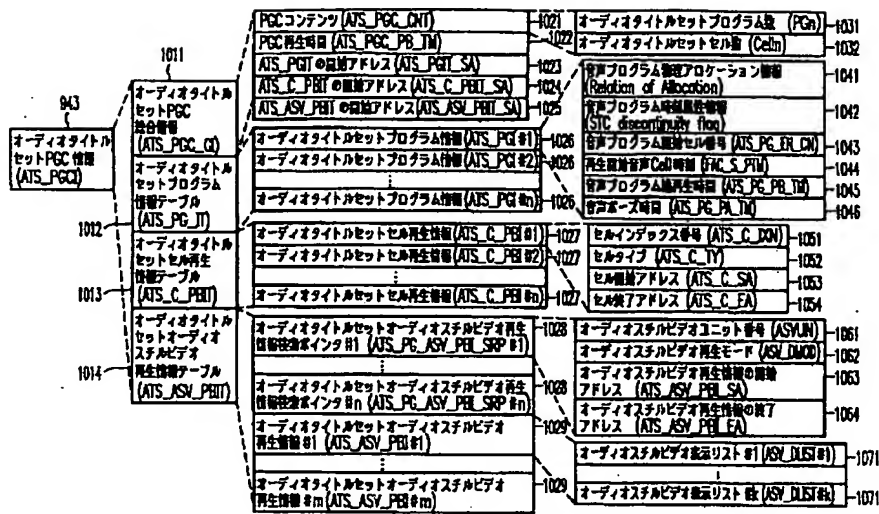 943
オーディオタイトル
セットPGC 情報
(ATS_PGCI)
1011
オーディオタイトル
セットPGC
総合情報
(ATS_PGC_GI)
オーディオタイトル
セットプログラム
情報テーブル
(ATS_PG_IT)
1012
オーディオタイトル
セットセル再生
情報テーブル
(ATS_C_PBIT)
1013
オーディオタイトル
セットオーディオ
スチルビデオ
再生情報テーブル
(ATS_ASV_PBIT)
1014
PGCコンテンツ(ATS_PGC_CNT)
1021
PGC再生時間(ATS_PGC_PB_TM)
1022
ATS_PGITの開始アドレス(ATS_PGIT_SA)
1023
ATS_C_PBITの開始アドレス(ATS_C_PBIT_SA)
1024
ATS_ASV_PBITの開始アドレス(ATS_ASV_PBIT_SA)
1025
オーディオタイトルセットプログラム情報(ATS_PGI#1)
1026
オーディオタイトルセットプログラム情報(ATS_PGI#2)
1026
オーディオタイトルセットプログラム情報(ATS_PGI#n)
1026
オーディオタイトルセットセル再生情報(ATS_C_PBI#1)
1027
オーディオタイトルセットセル再生情報(ATS_C_PBI#2)
1027
オーディオタイトルセットセル再生情報(ATS_C_PBI#n)
1027
オーディオタイトルセットオーディオスチルビデオ再生
情報検索ポインタ#1 (ATS_PG_ASV_PBI_SRP#1)
1028
オーディオタイトルセットオーディオスチルビデオ再生
情報検索ポインタ#n (ATS_PG_ASV_PBI_SRP#n)
1028
オーディオタイトルセットオーディオスチルビデオ
再生情報#1 (ATS_ASV_PBI#1)
1029
オーディオタイトルセットオーディオスチルビデオ
再生情報#m(ATS_ASV_PBI#m)
1029
オーディオタイトルセットプログラム数 (PGn)
1031
オーディオタイトルセットセル数 (Celln)
1032
音声プログラム物理アロケーション情報
(Relation of Allocation)
1041
音声プログラム時刻属性情報
(STC discontinuity flag)
1042
音声プログラム開始セル番号(ATS_PG_EN_CN)
1043
再生開始音声Cell時刻
1044
音声プログラム再生時間(ATS_PG_PB_TM)
1045
音声ポーズ時間(ATS_PG_PA_TM)
1046
セルインデックス番号(ATS_C_IXN)
1051
セルタイプ(ATS_C_TY)
1052
セル開始アドレス(ATS_C_SA)
1053
セル終了アドレス(ATS_C_EA)
1054
オーディオスチルビデオユニット番号(ASVUN)
1061
オーディオスチルビデオ再生モード(ASV_DMOD)
1062
オーディオスチルビデオ再生情報の開始
アドレス (ATS_ASV_PBI_SA)
1063
オーディオスチルビデオ再生情報の終了
アドレス (ATS_ASV_PBI_EA)
1064
オーディオスチルビデオ表示リスト#1(ASV_DLIST#1)
1071
オーディオスチルビデオ表示リスト#k(ASV_DLIST#k)
1071